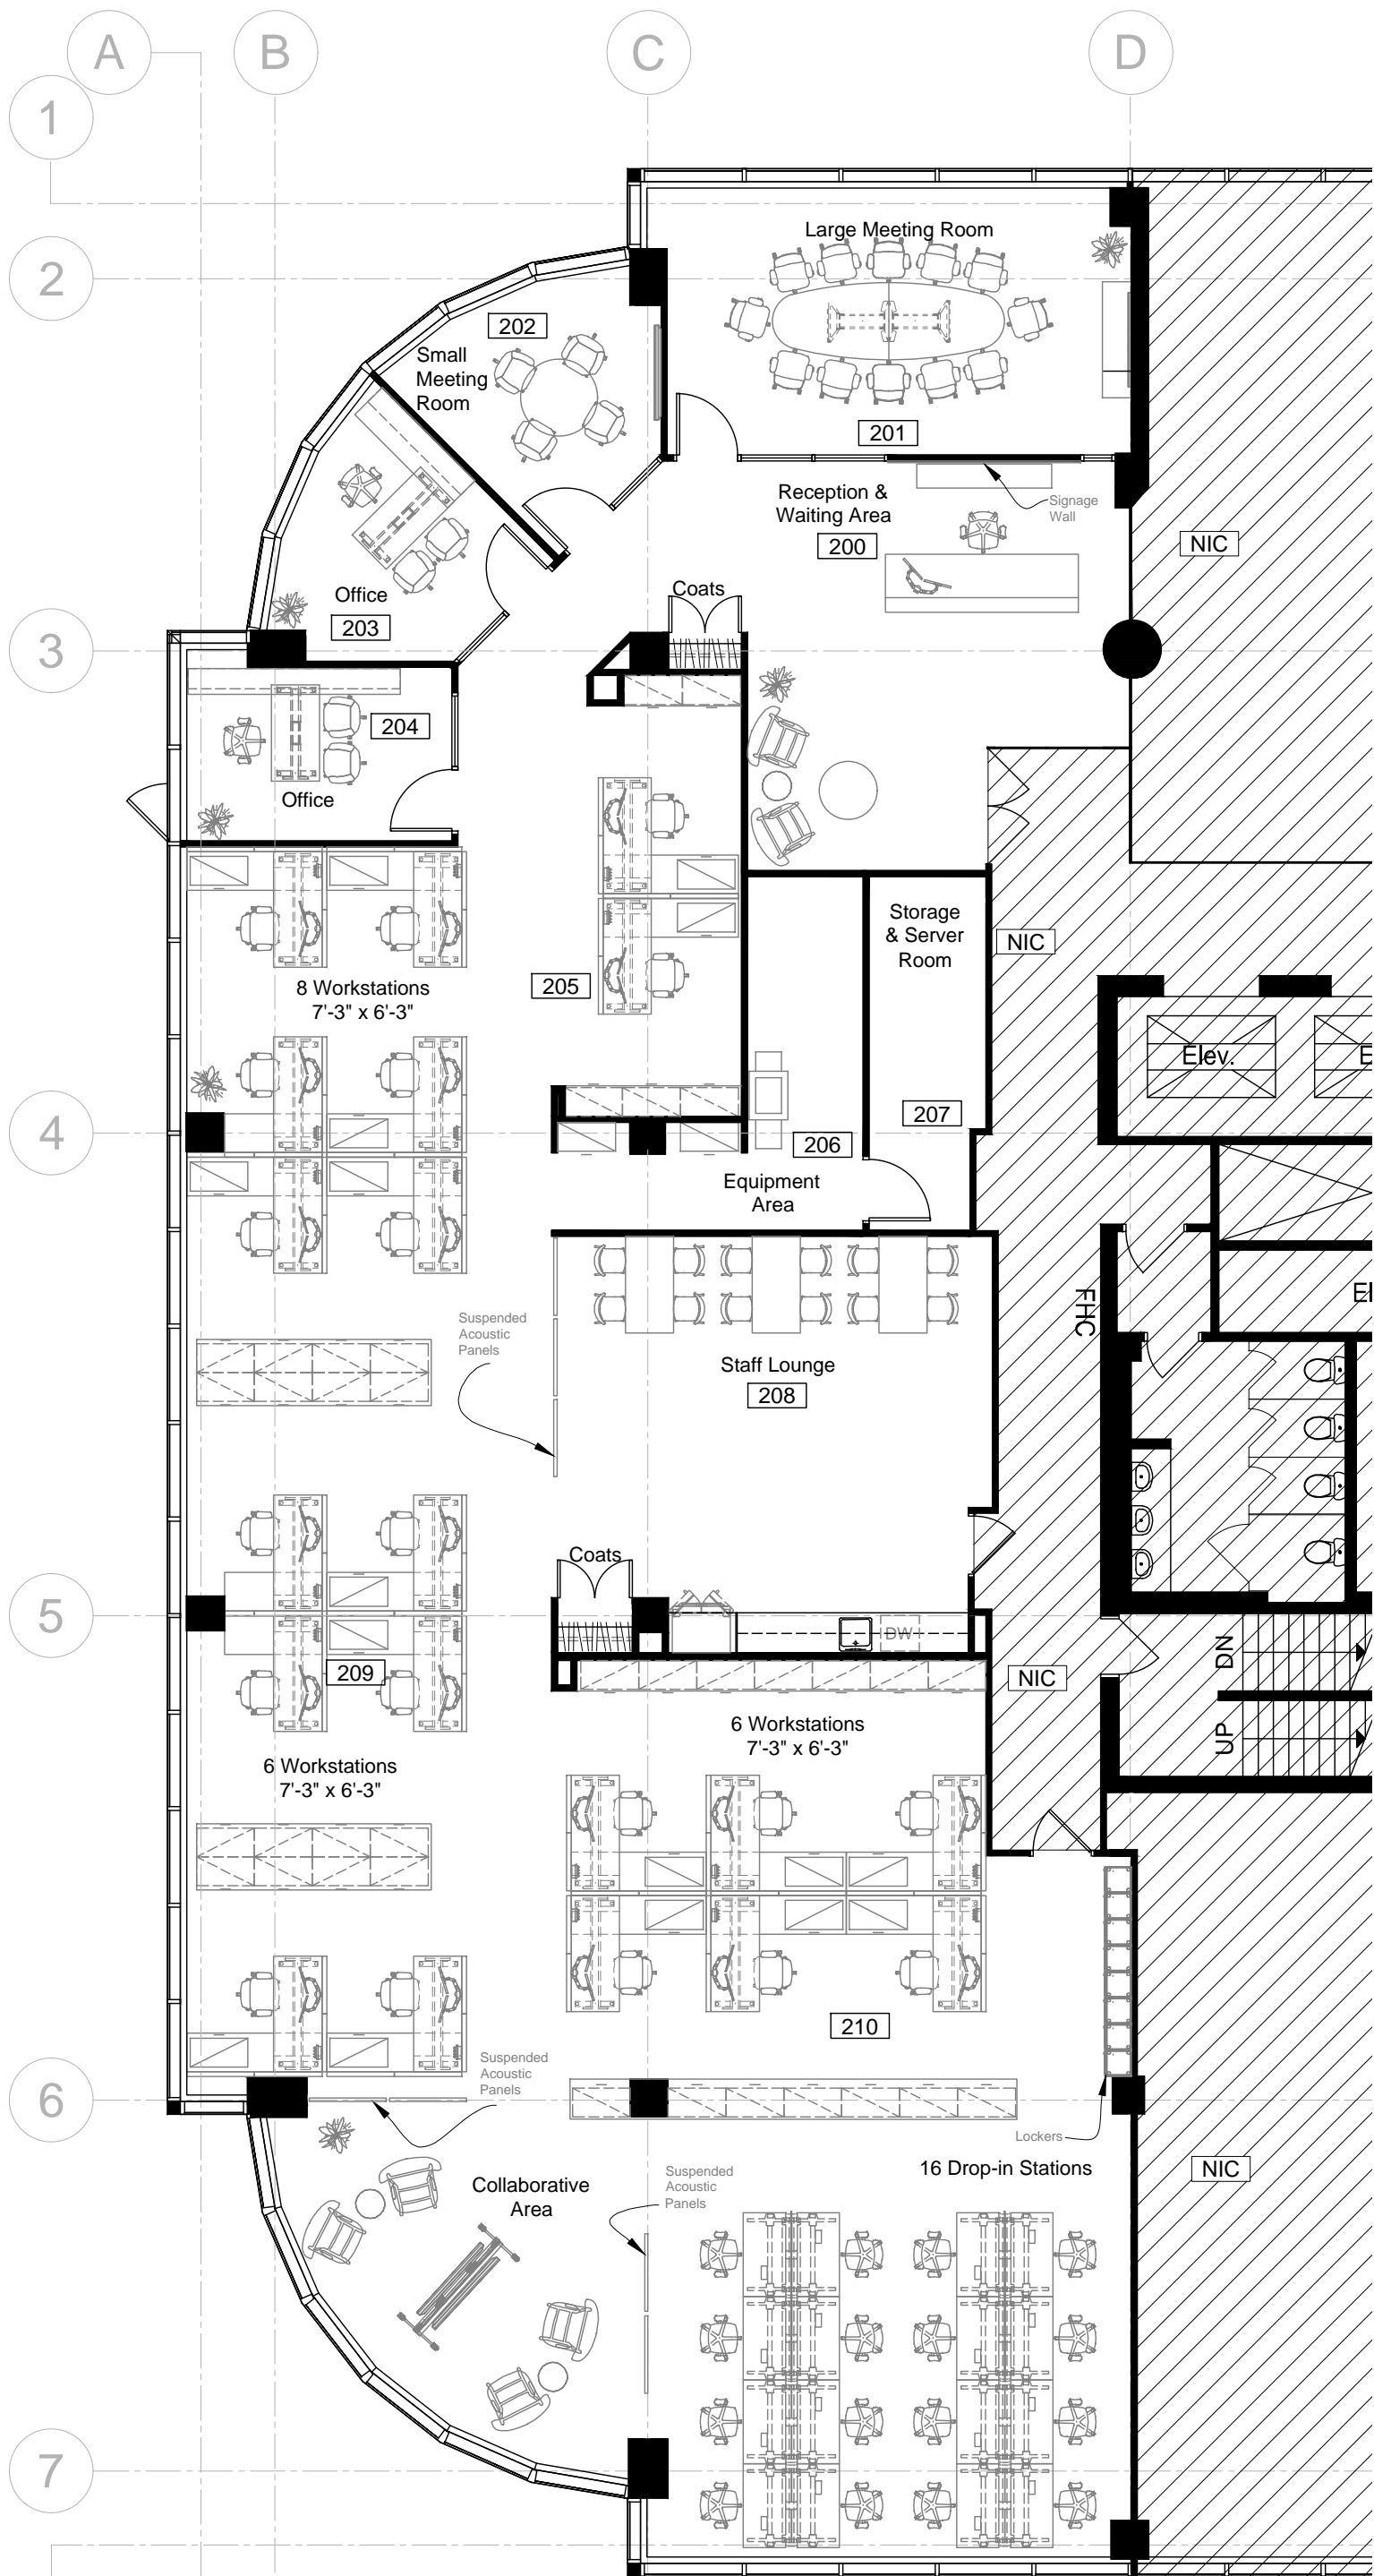 A
B
C
D
1
Large Meeting Room
2
202
Small
Meeting
Room
201
Reception &
Waiting Area
Signage
Wall
200
NIC
Coats
Office
203
3
204
Office
Storage
& Server
Room
NIC
8 Workstations
7'-3" x 6'-3"
205
Elev.
E
207
4
206
Equipment
Area
El
FHC
Suspended
Acoustic
Panels
Staff Lounge
208
Coats
5
DW
DN
209
NIC
6 Workstations
7'-3" x 6'-3"
UP
6 Workstations
7'-3" x 6'-3"
210
Suspended
Acoustic
Panels
6
Lockers
16 Drop-in Stations
NIC
Suspended
Acoustic
Panels
Collaborative
Area
7